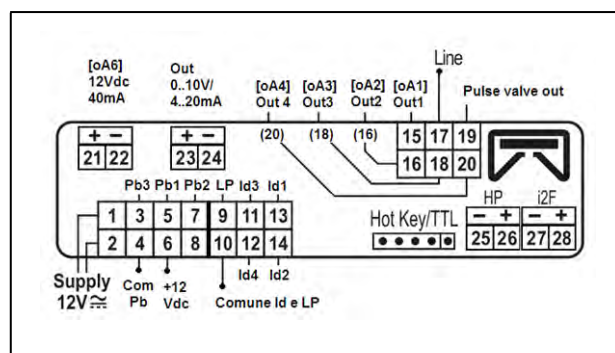 Line
[oA6]
12Vdc
40mA
Out
0..10V/
4..20mA
[oA4]
Out 4
[oA3]
Out3
[oA2]
Out2
[oA1]
Out1
Pulse valve out
(20)
(18)
(16)
15 17 19
16 18 20
+ −
21 22
+ −
23 24
Pb3 Pb1 Pb2 LP Id3 Id1
1 3 5 7 9 11 13
2 4 6 8 10 12 14
Id4 Id2
Hot Key/TTL
HP i2F
− + − +
25 26 27 28
Supply
12V ≂
Com
Pb
+12
Vdc
Comune Id e LP